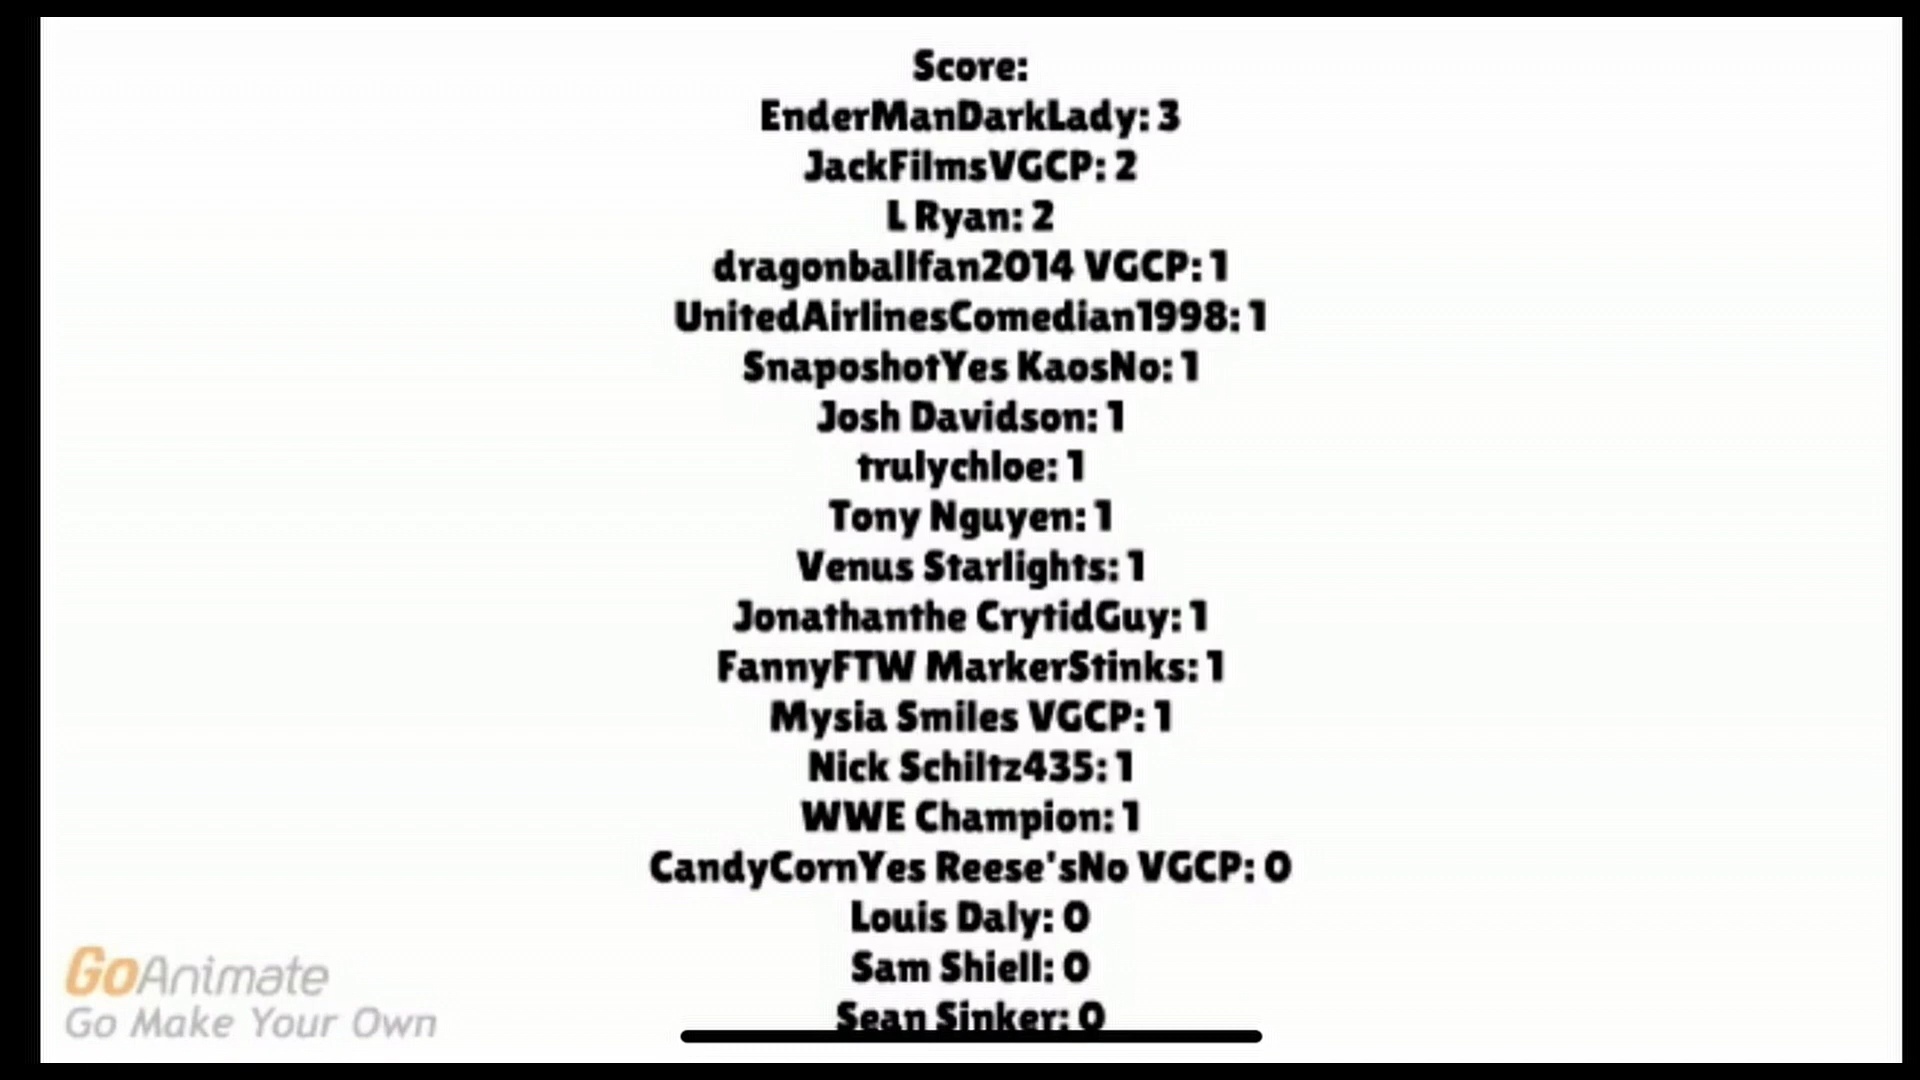 Score:
EnderManDarkLady: 3
JackFilmsVGCP: 2
L Ryan: 2
dragonballfan2014 VGCP: 1
UnitedAirlinesComedian1998: 1
SnaposhotYes KaosNo: 1
Josh Davidson: 1
trulychloe: 1
Tony Nguyen: 1
Venus Starlights: 1
Jonathanthe CrytidGuy: 1
FannyFTW MarkerStinks: 1
Mysia Smiles VGCP: 1
Nick Schiltz435: 1
WWE Champion: 1
CandyCornYes Reese'sNo VGCP: 0
Louis Daly: 0
Sam Shiell: 0
Sean Sinker: 0
GoAnimate
Go Make Your Own